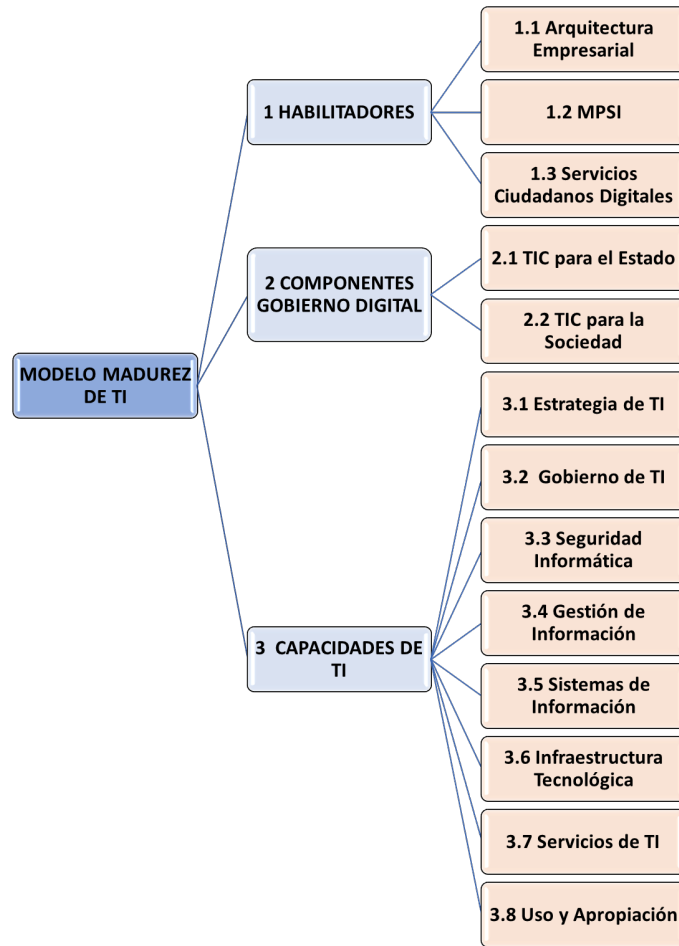 MODELO MADUREZ
DE TI
1 HABILITADORES
1.1 Arquitectura
Empresarial
1.2 MPSI
1.3 Servicios
Ciudadanos Digitales
2 COMPONENTES
GOBIERNO DIGITAL
2.1 TIC para el Estado
2.2 TIC para la
Sociedad
3 CAPACIDADES DE
TI
3.1 Estrategia de TI
3.2 Gobierno de TI
3.3 Seguridad
Informática
3.4 Gestión de
Información
3.5 Sistemas de
Información
3.6 Infraestructura
Tecnológica
3.7 Servicios de TI
3.8 Uso y Apropiación